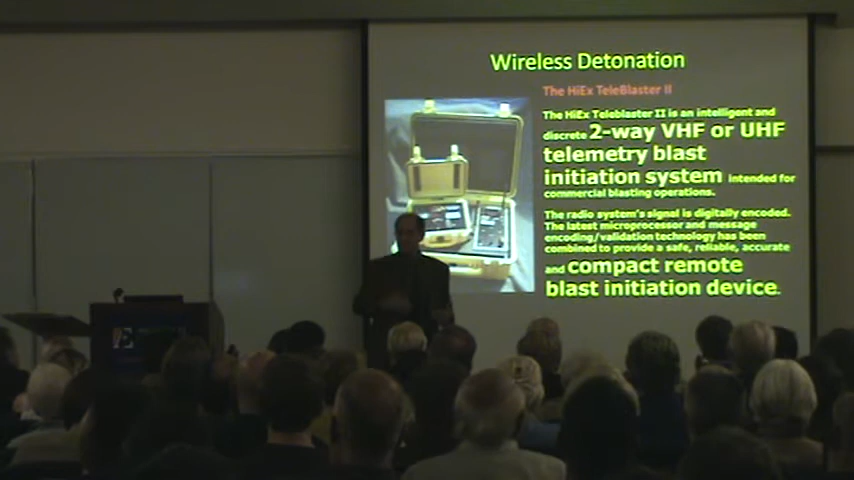 Wireless Detonation
The HiEx TeleBlaster II
The HiEx Teleblaster II is an intelligent and
discrete 2-way VHF or UHF
telemetry blast
initiation system intended for
commercial blasting operations.
The radio system's signal is digitally encoded.
The latest microprocessor and message
encoding/validation technology has been
combined to provide a safe, reliable, accurate
and compact remote
blast initiation device.